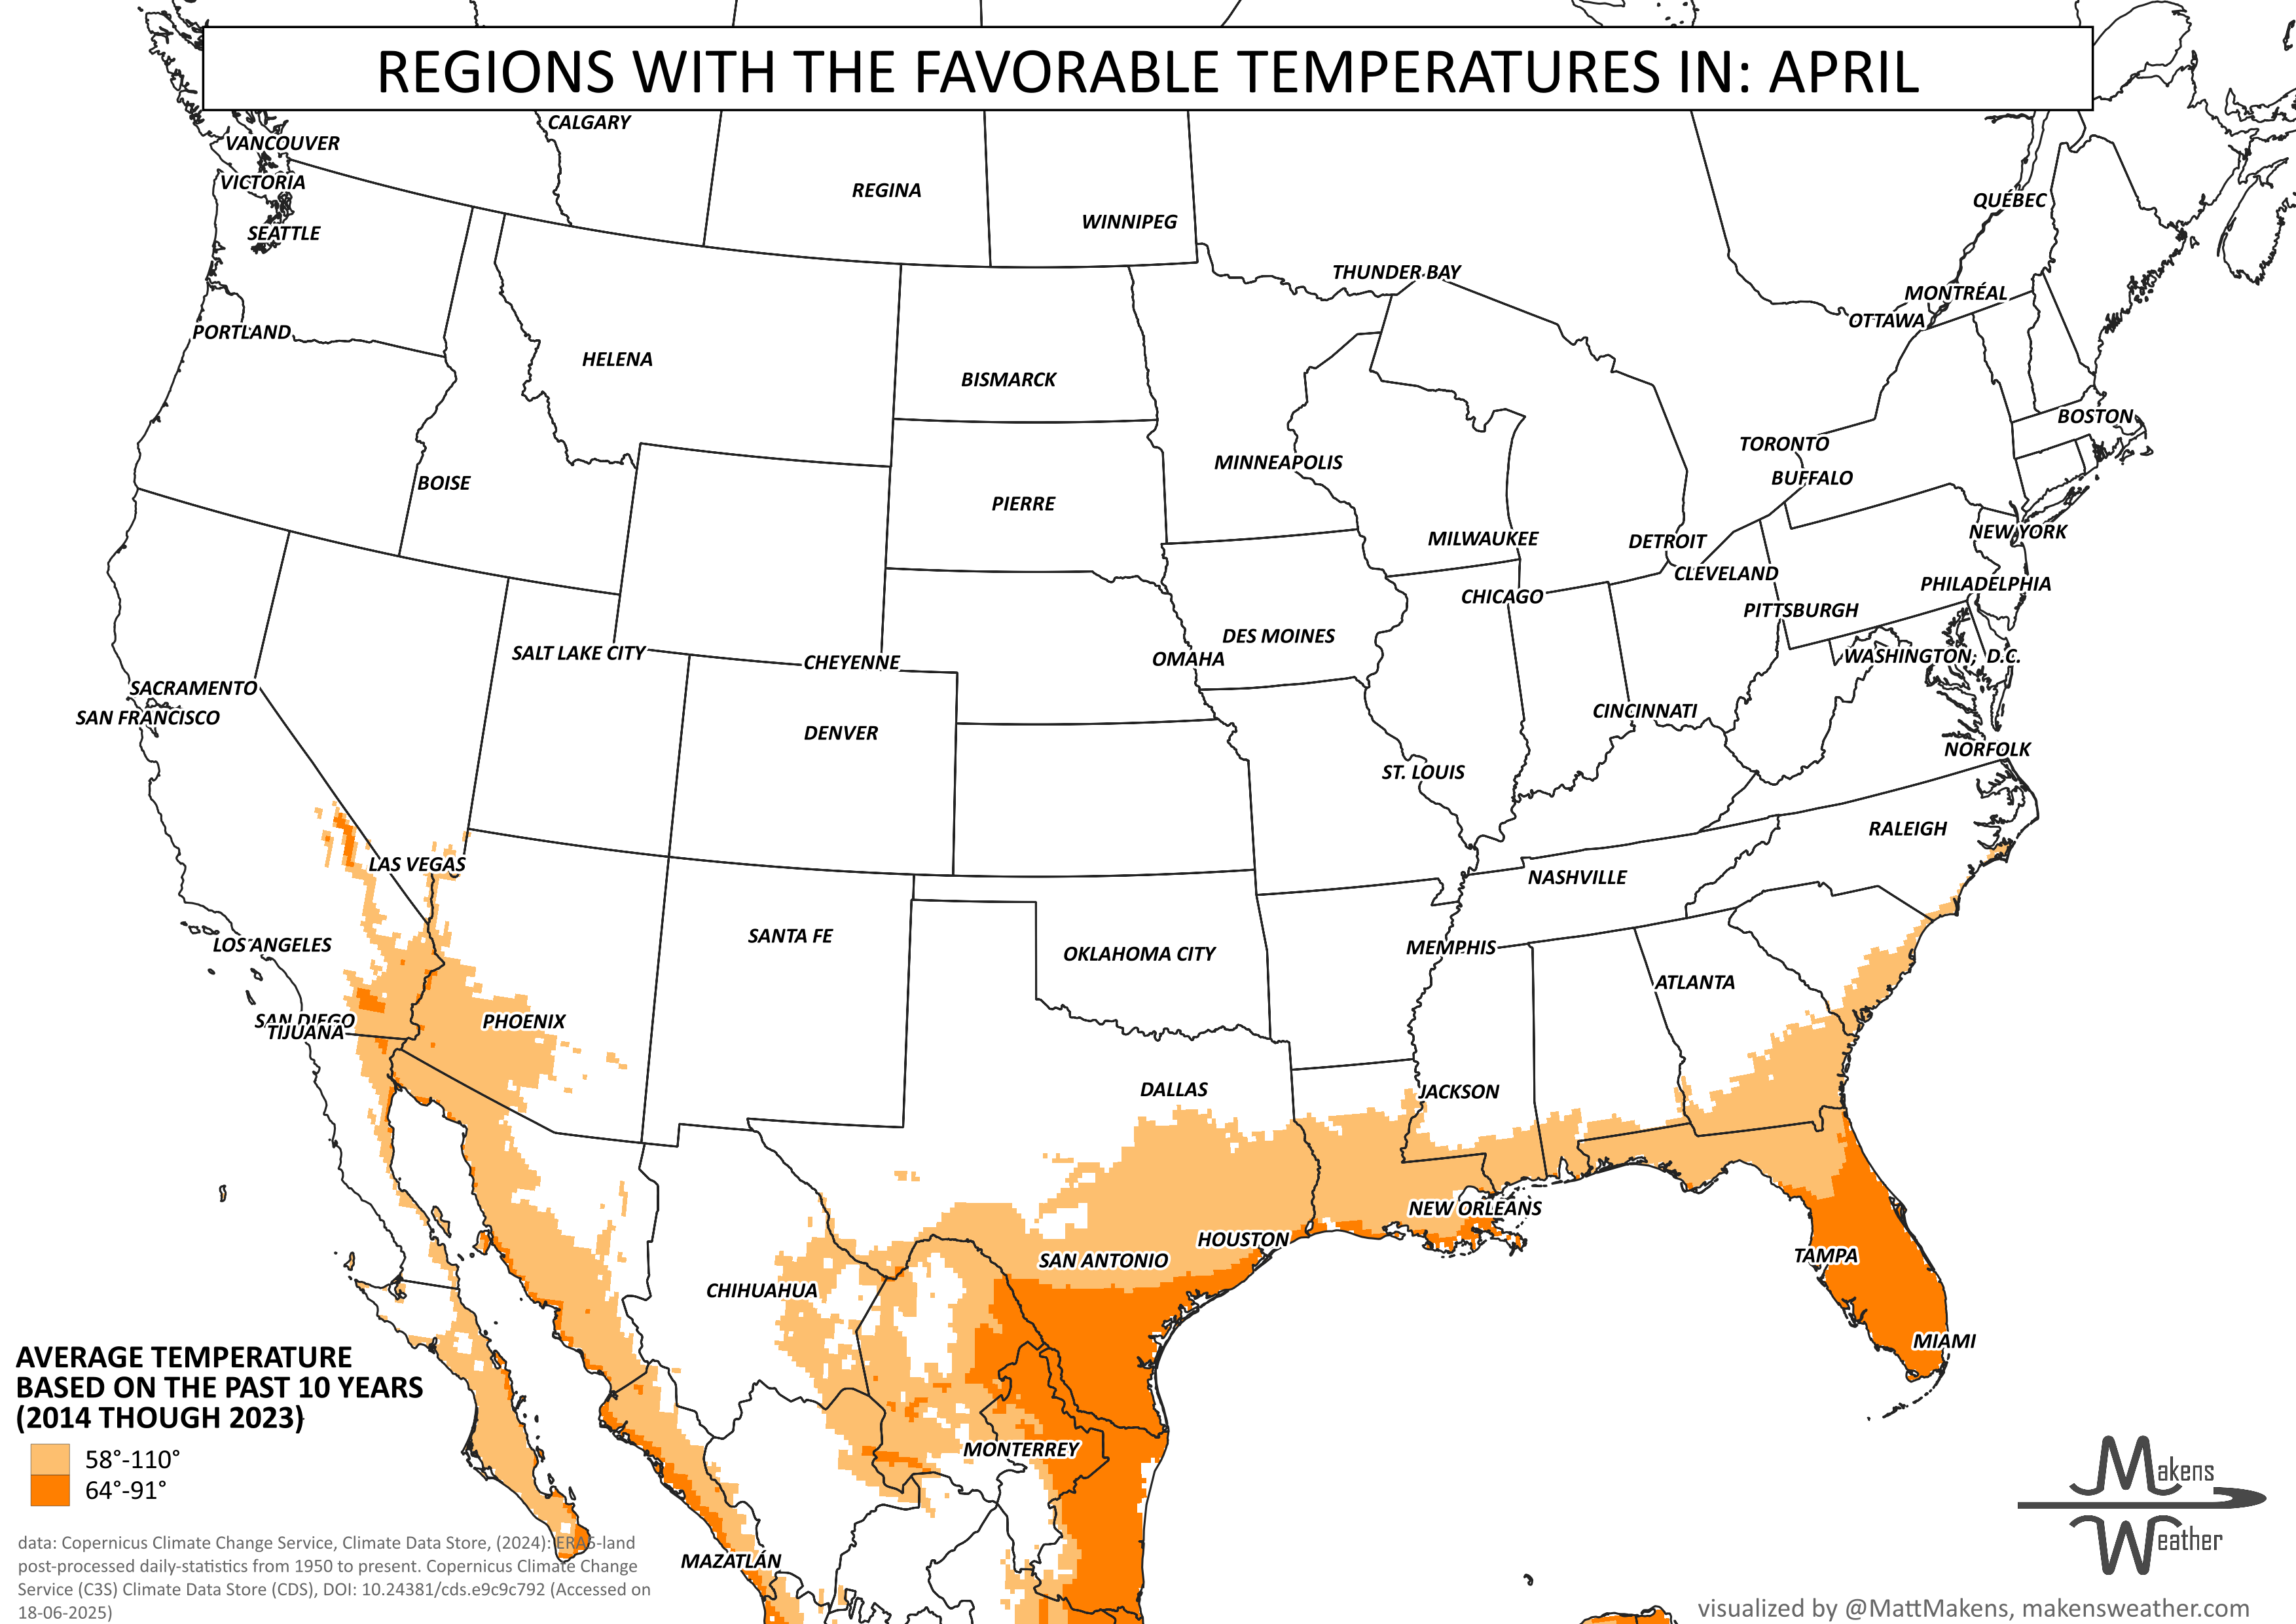 REGIONS WITH THE FAVORABLE TEMPERATURES IN: APRIL
CALGARY
VANCOUVER
VICTORIA
REGINA
QUÉBEC
WINNIPEG
SEATTLE
THUNDER BAY
MONTRÉAL
OTTAWA
PORTLAND
HELENA
BISMARCK
BOSTON
TORONTO
MINNEAPOLIS
BUFFALO
BOISE
PIERRE
NEW YORK
MILWAUKEE
DETROIT
CLEVELAND
PHILADELPHIA
CHICAGO
PITTSBURGH
DES MOINES
SALT LAKE CITY
WASHINGTON, D.C.
OMAHA
CHEYENNE
SACRAMENTO
CINCINNATI
SAN FRANCISCO
DENVER
NORFOLK
ST. LOUIS
RALEIGH
LAS VEGAS
NASHVILLE
SANTA FE
LOS ANGELES
MEMPHIS
OKLAHOMA CITY
ATLANTA
SAN DIEGO
PHOENIX
TIJUANA
DALLAS
JACKSON
NEW ORLEANS
HOUSTON
TAMPA
SAN ANTONIO
CHIHUAHUA
MIAMI
MONTERREY
MAZATLÁN
AVERAGE TEMPERATURE
BASED ON THE PAST 10 YEARS
(2014 THOUGH 2023)
58°-110°
64°-91°
data: Copernicus Climate Change Service, Climate Data Store, (2024): ERA5-land
post-processed daily-statistics from 1950 to present. Copernicus Climate Change
Service (C3S) Climate Data Store (CDS), DOI: 10.24381/cds.e9c9c792 (Accessed on
18-06-2025)
Makens
Weather
visualized by @MattMakens, makensweather.com